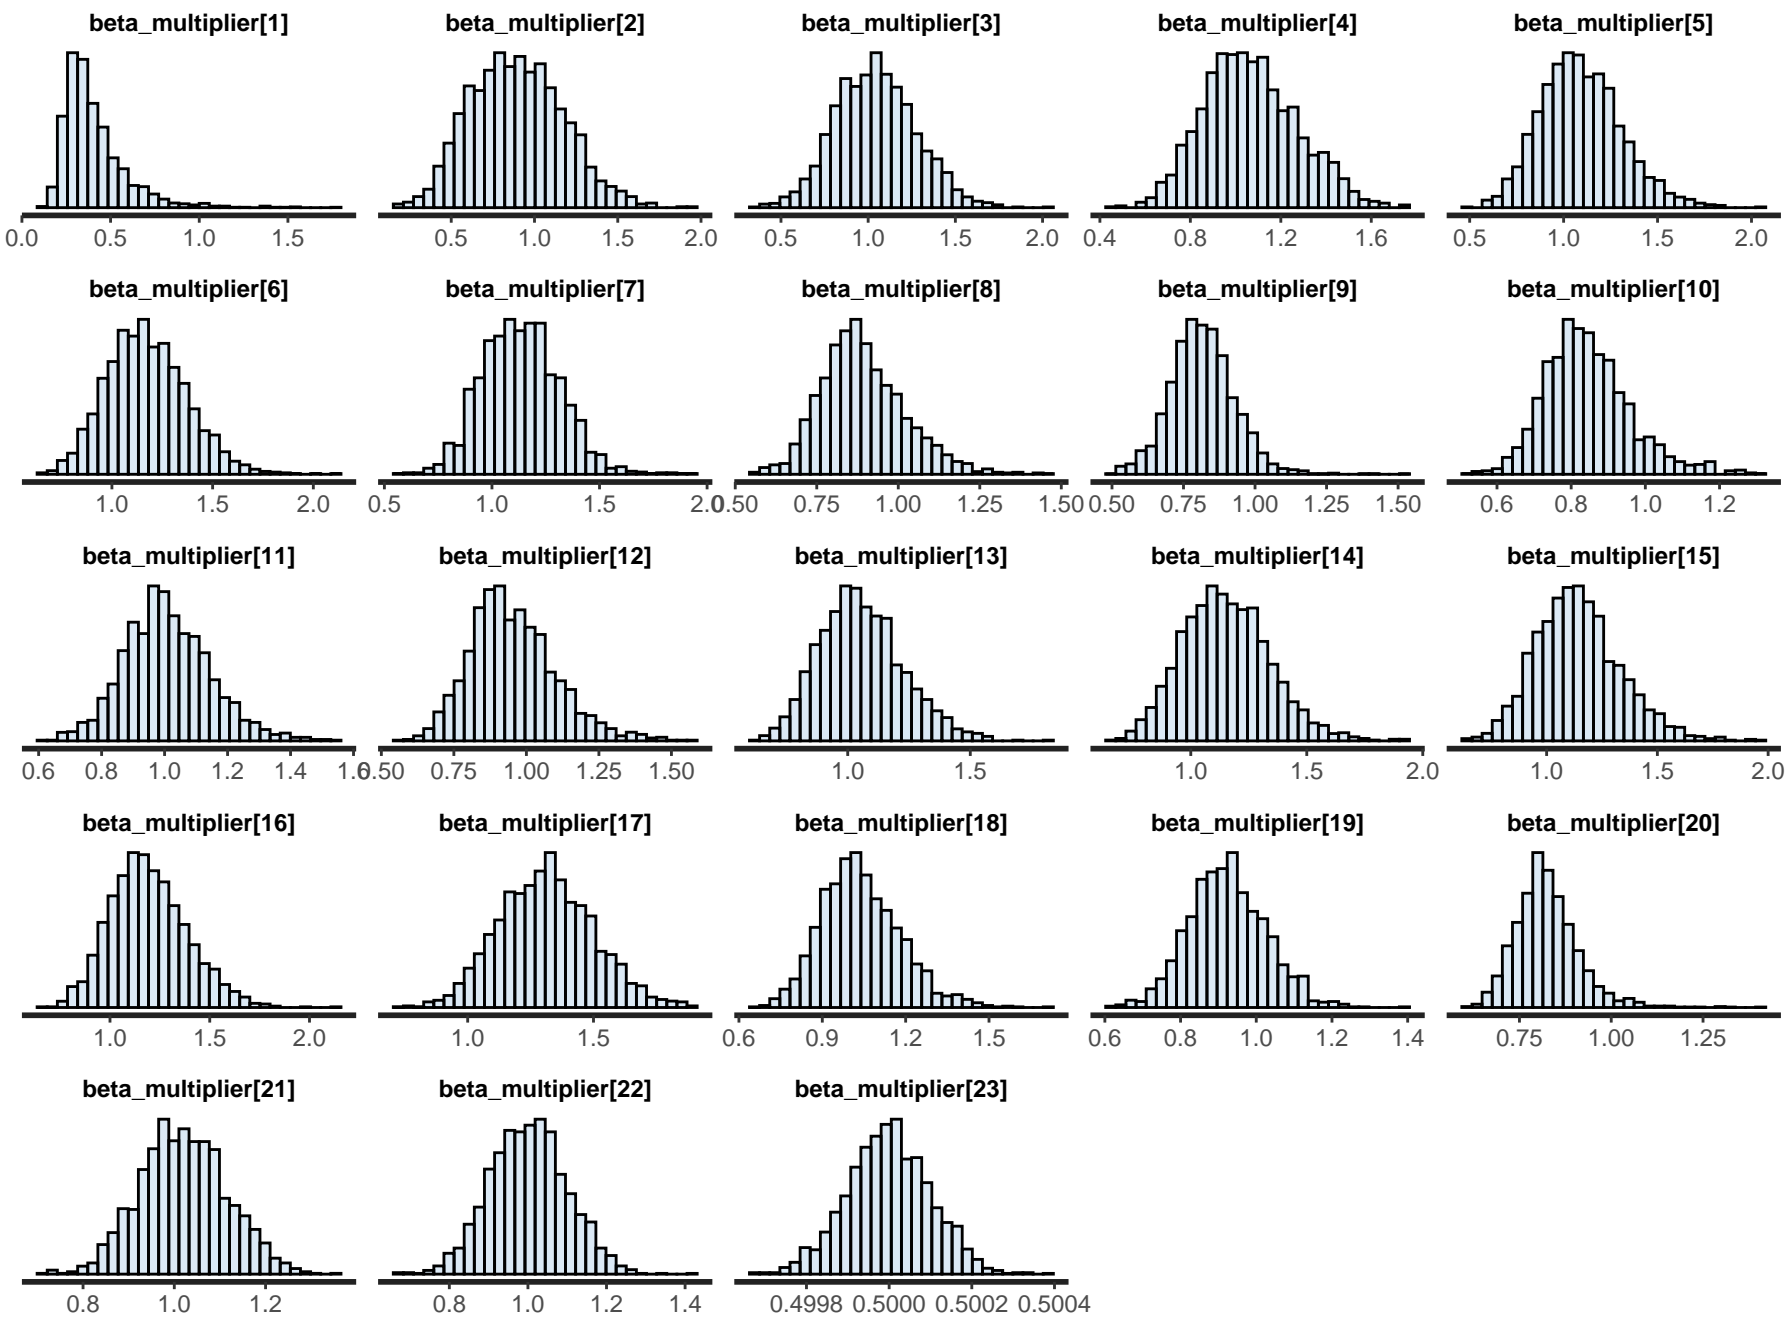 beta_multiplier[1] beta_multiplier[2] beta_multiplier[3] beta_multiplier[4] beta_multiplier[5]
0.0 0.5 1.0 1.5 0.5 1.0 1.5 2.0 0.5 1.0 1.5 2.0 0.4 0.8 1.2 1.6 0.5 1.0 1.5 2.0
beta_multiplier[6] beta_multiplier[7] beta_multiplier[8] beta_multiplier[9] beta_multiplier[10]
1.0 1.5 2.0 0.5 1.0 1.5 2.0 0.50 0.75 1.00 1.25 1.50 0.50 0.75 1.00 1.25 1.50 0.6 0.8 1.0 1.2
beta_multiplier[11] beta_multiplier[12] beta_multiplier[13] beta_multiplier[14] beta_multiplier[15]
0.6 0.8 1.0 1.2 1.4 1.6 0.50 0.75 1.00 1.25 1.50 1.0 1.5 1.0 1.5 2.0 1.0 1.5 2.0
beta_multiplier[16] beta_multiplier[17] beta_multiplier[18] beta_multiplier[19] beta_multiplier[20]
1.0 1.5 2.0 1.0 1.5 0.6 0.9 1.2 1.5 0.6 0.8 1.0 1.2 1.4 0.75 1.00 1.25
beta_multiplier[21] beta_multiplier[22] beta_multiplier[23]
0.8 1.0 1.2 0.8 1.0 1.2 1.4 0.4998 0.5000 0.5002 0.5004